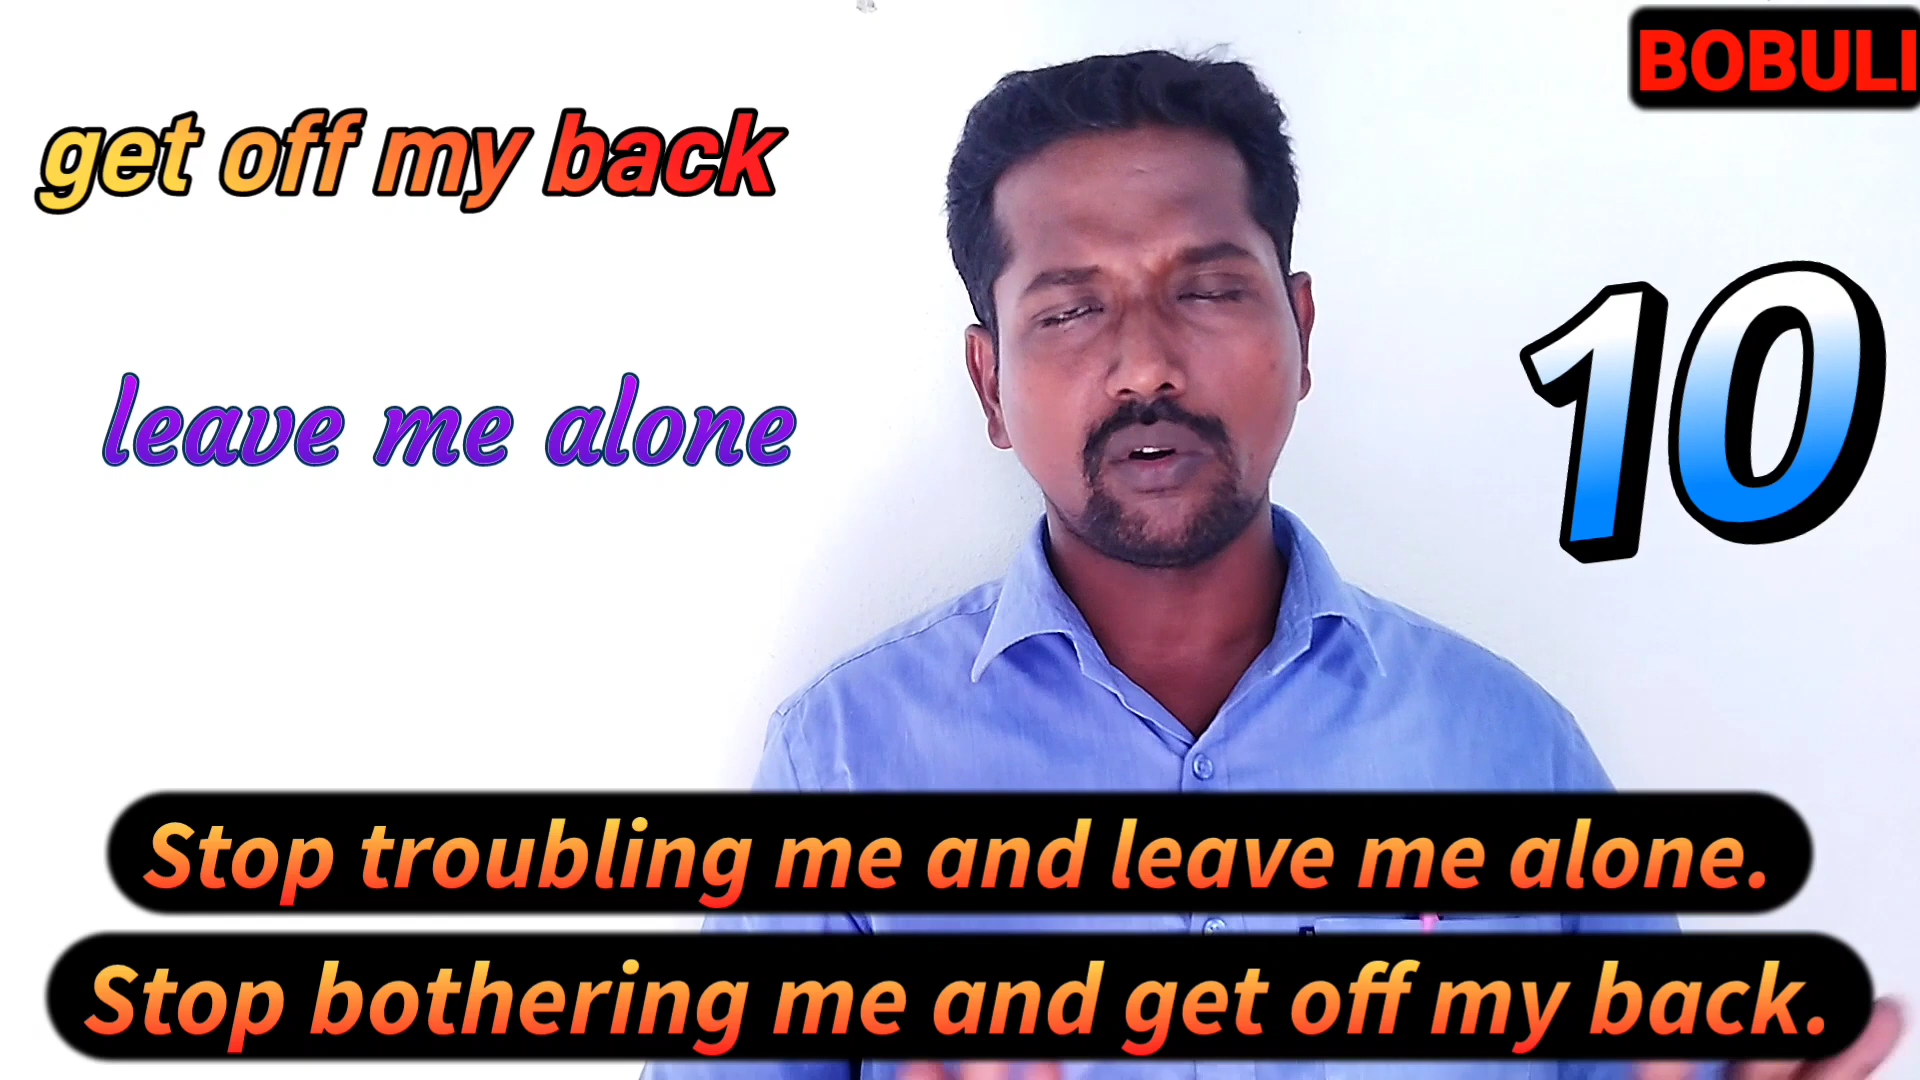 BOBULI
get off my back
10
leave me alone
Stop troubling me and leave me alone.
Stop bothering me and get off my back.